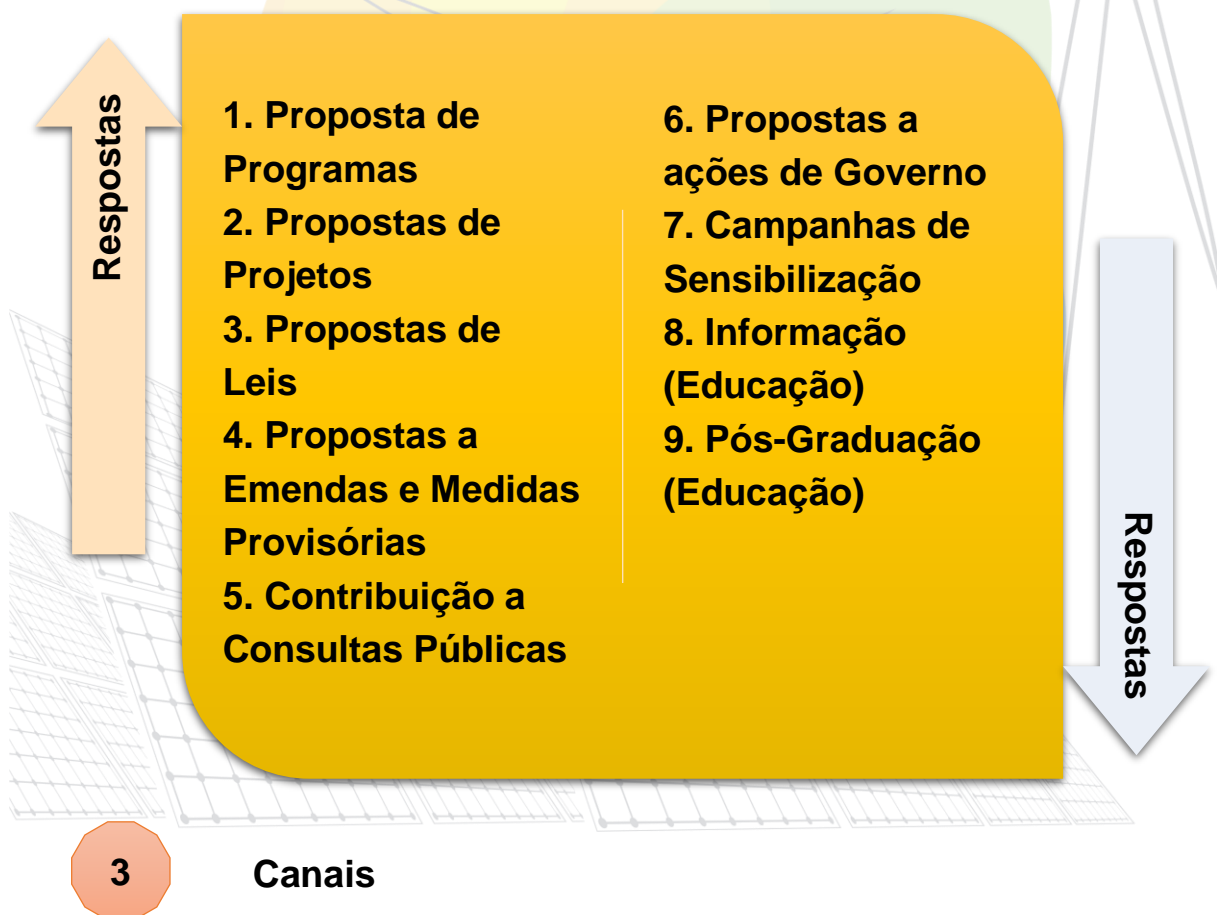 Respostas
1. Proposta de
Programas
2. Propostas de
Projetos
3. Propostas de
Leis
4. Propostas a
Emendas e Medidas
Provisórias
5. Contribuição a
Consultas Públicas
6. Propostas a
ações de Governo
7. Campanhas de
Sensibilização
8. Informação
(Educação)
9. Pós-Graduação
(Educação)
Respostas
3
Canais